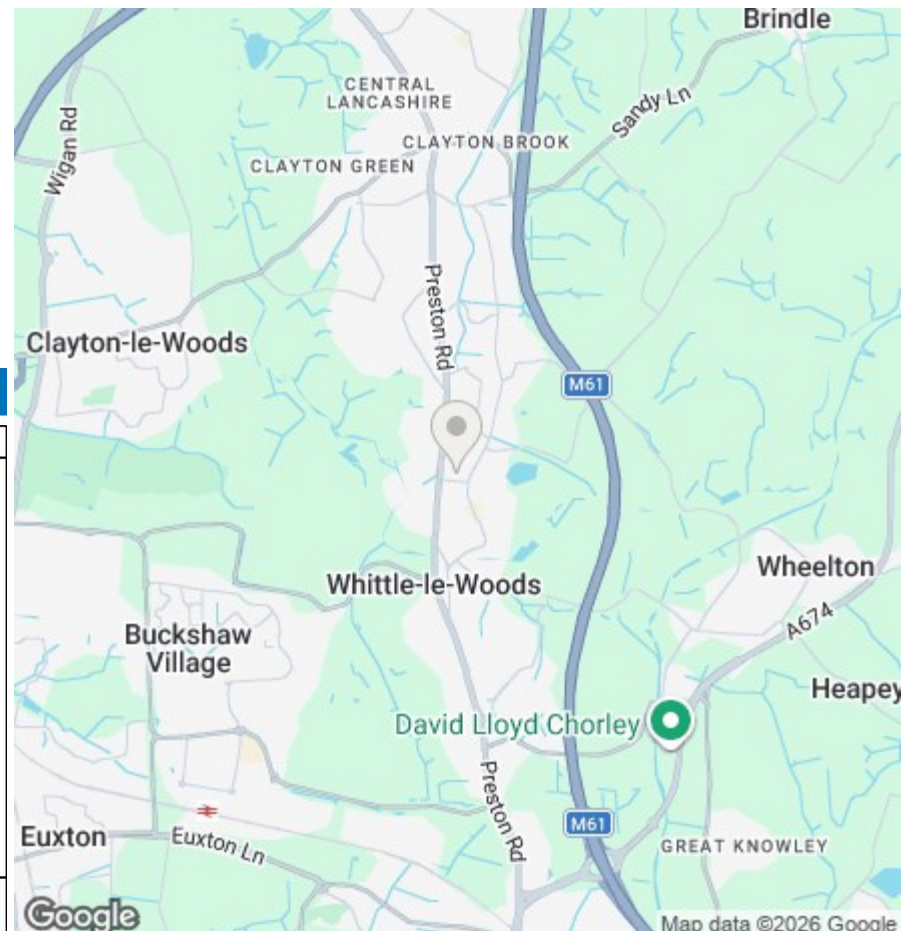 Brindle
CENTRAL
LANCASHIRE
Sandy Ln
Wigan Rd
CLAYTON BROOK
CLAYTON GREEN
Preston Rd
Clayton-le-Woods
M61
Wheelton
Whittle-le-Woods
A674
Buckshaw
Village
Heapey
David Lloyd Chorley
Preston Rd
M61
Euxton
Euxton Ln
GREAT KNOWLEY
Google
Map data ©2026 Google